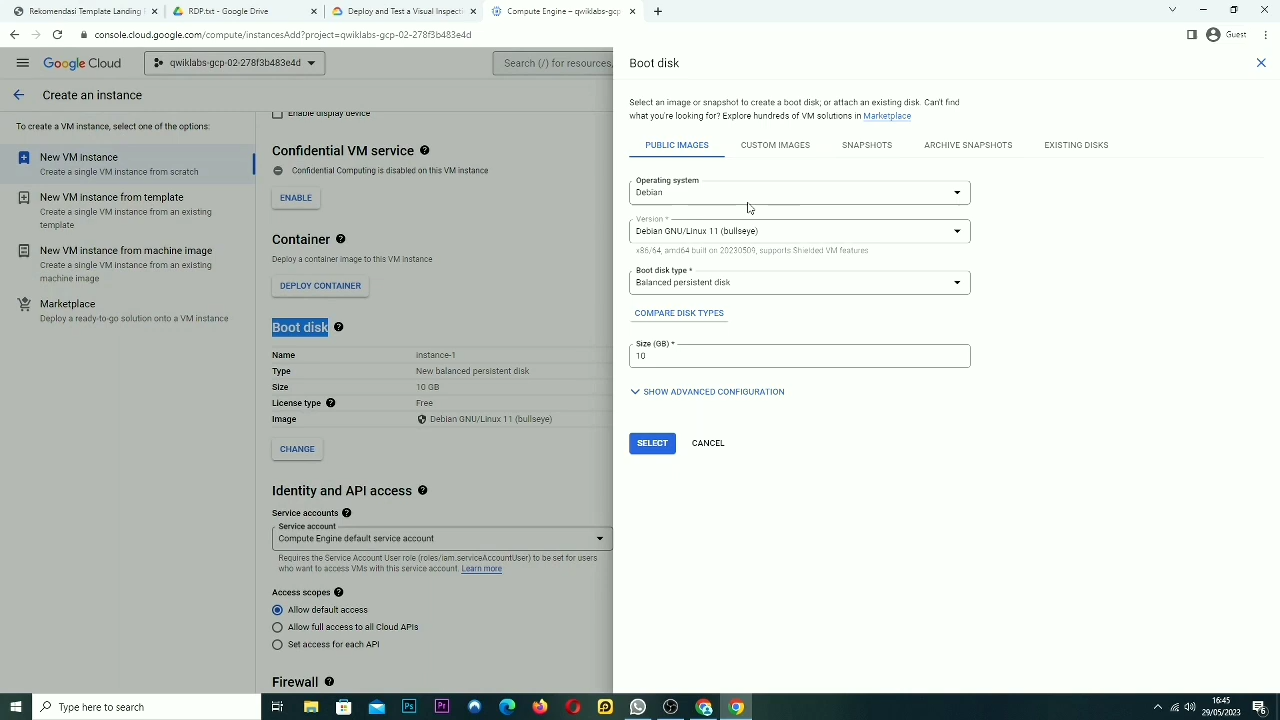 Rekomendasi Template Landing
RDP.txt - Google Drive
Deploy and Test a Visual Inspecti
Compute Engine – qwiklabs-gcp-
console.cloud.google.com/compute/instancesAdd?project=qwiklabs-gcp-02-278f3b483e4d
Guest
Google Cloud
qwiklabs-gcp-02-278f3b483e4d
Search (/) for resources,
Create an instance
To create a VM instance, select one of the options:
New VM instance
Create a single VM instance from scratch
New VM instance from template
Create a single VM instance from an existing
template
New VM instance from machine image
Create a single VM instance from an existing
machine image
Marketplace
Deploy a ready-to-go solution onto a VM instance
Enable display device
Confidential VM service
Confidential Computing is disabled on this VM instance
ENABLE
Container
Deploy a container image to this VM instance
DEPLOY CONTAINER
Boot disk
Name instance-1
Type New balanced persistent disk
Size 10 GB
License type Free
Image Debian GNU/Linux 11 (bullseye)
CHANGE
Identity and API access
Service accounts
Service account
Compute Engine default service account
Requires the Service Account User role (roles/iam.serviceAccountUser) to be set for users
who want to access VMs with this service account. Learn more
Access scopes
Allow default access
Allow full access to all Cloud APIs
Set access for each API
Firewall
Boot disk
Select an image or snapshot to create a boot disk; or attach an existing disk. Can't find
what you're looking for? Explore hundreds of VM solutions in Marketplace
PUBLIC IMAGES CUSTOM IMAGES SNAPSHOTS ARCHIVE SNAPSHOTS EXISTING DISKS
Operating system
Debian
Version *
Debian GNU/Linux 11 (bullseye)
x86/64, amd64 built on 20230509, supports Shielded VM features
Boot disk type *
Balanced persistent disk
COMPARE DISK TYPES
Size (GB) *
10
SHOW ADVANCED CONFIGURATION
SELECT CANCEL
Type here to search
16:45
29/05/2023